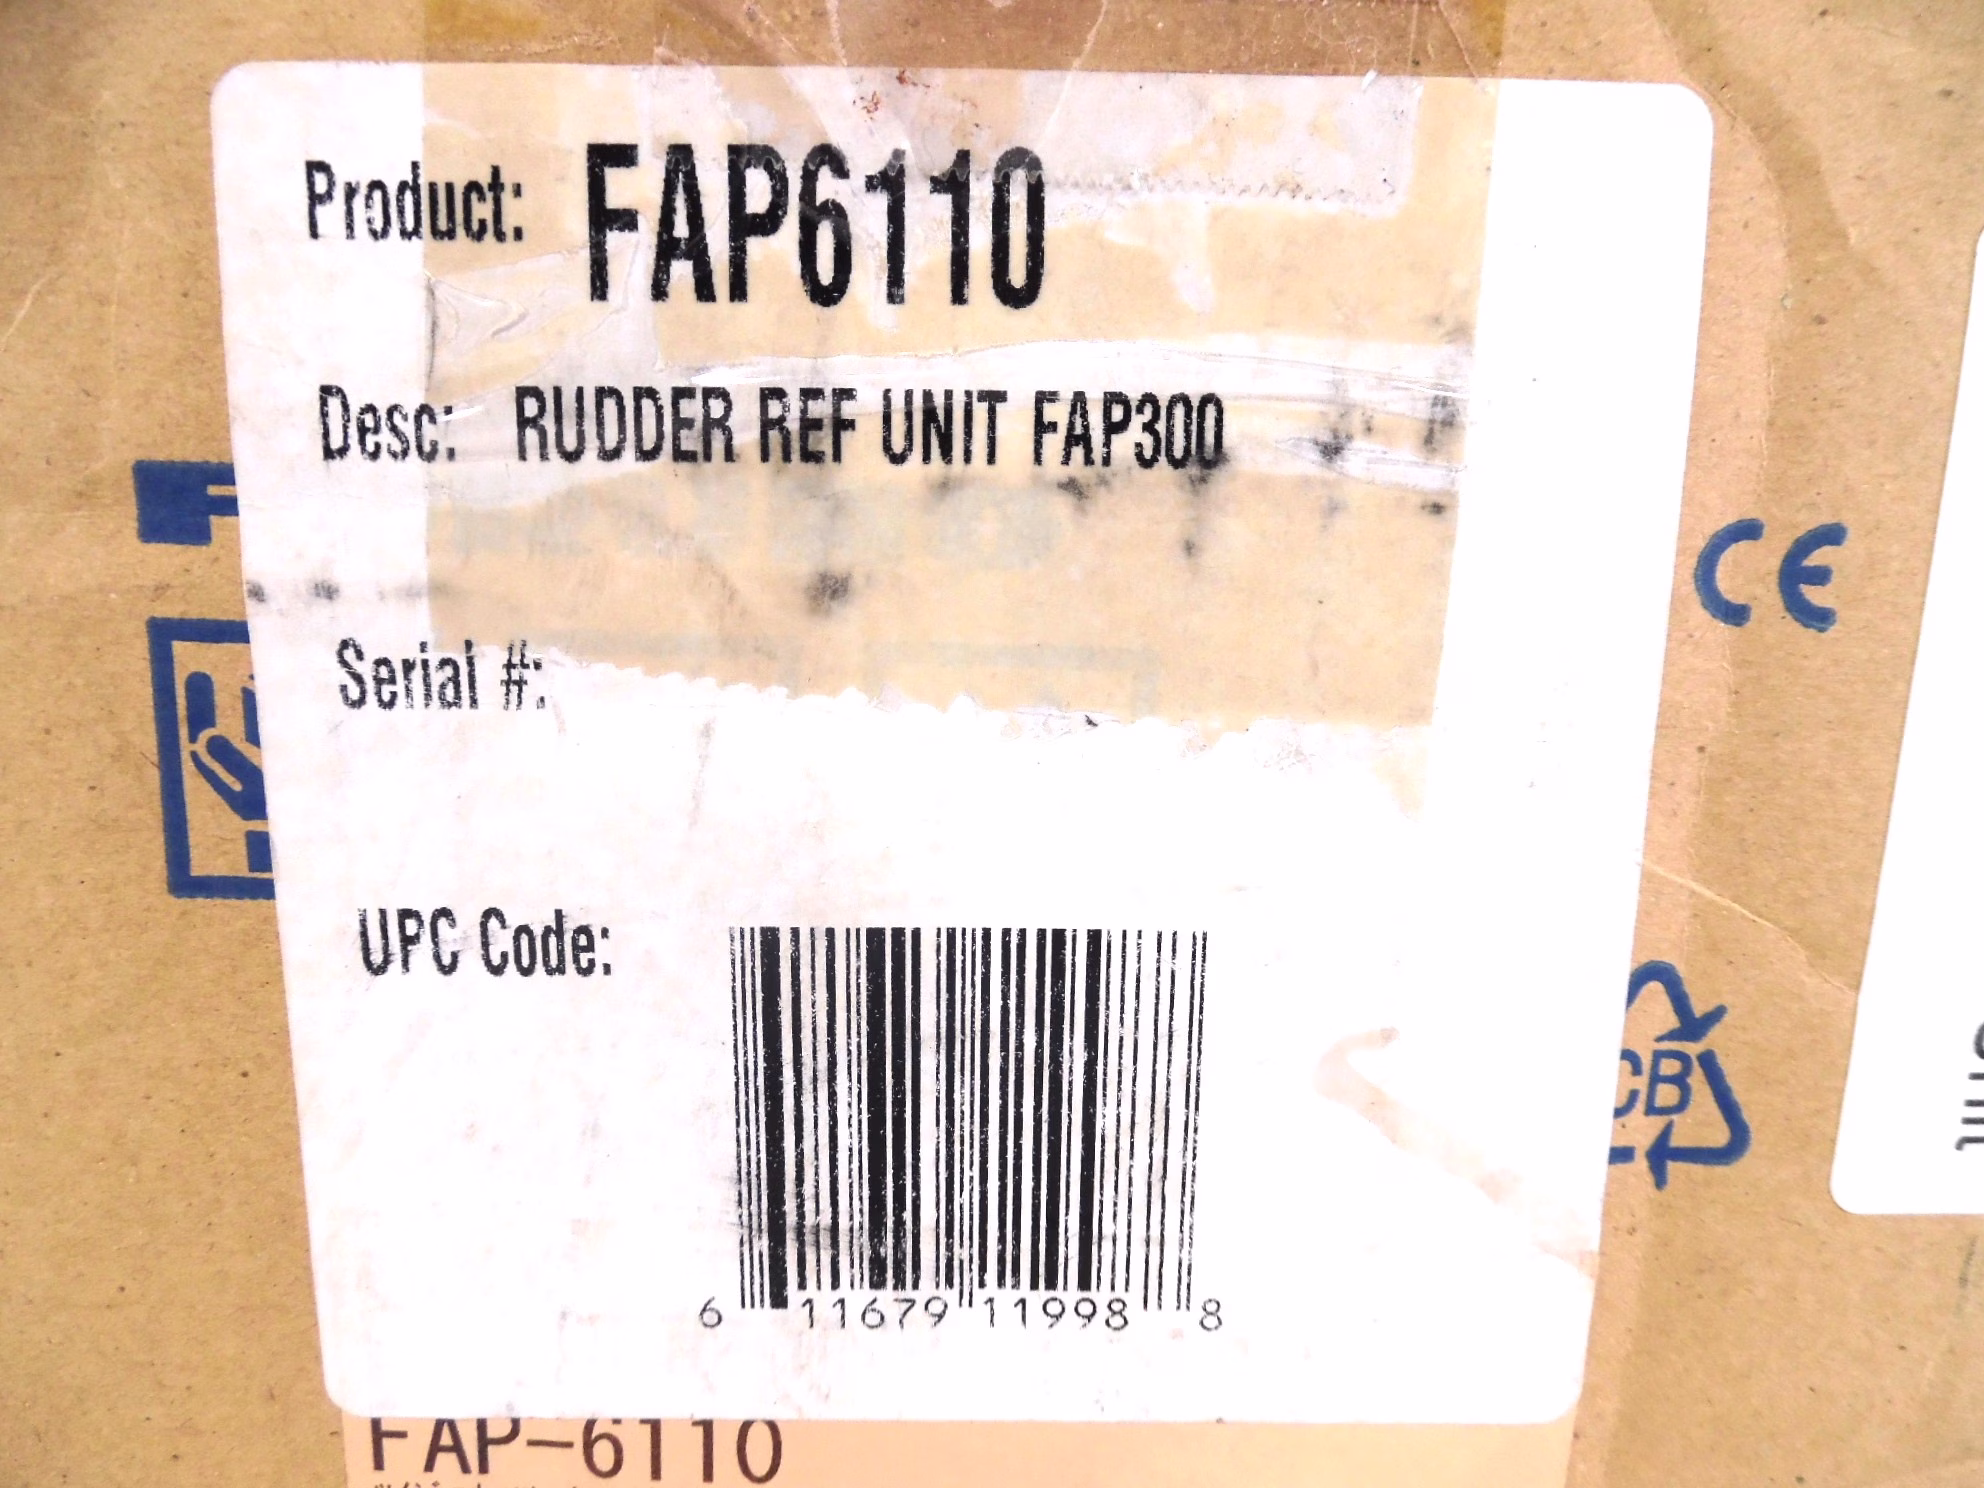 Product: FAP6110
Desc: RUDDER REF UNIT FAP300
Serial #:
UPC Code:
6 11679 11998 8
FAP-6110
CE
CB